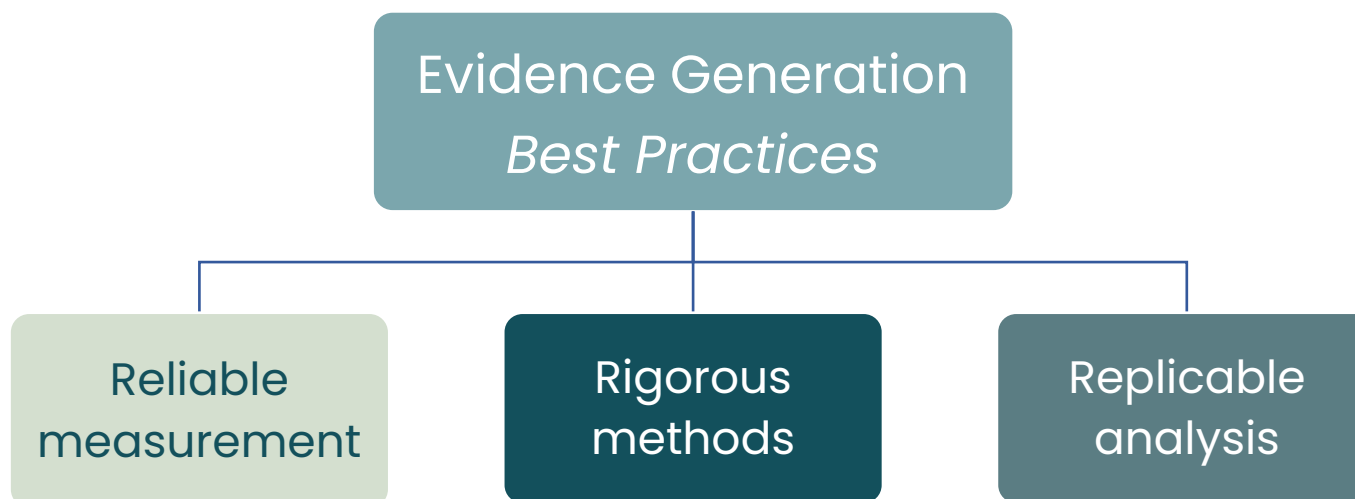 Evidence Generation
Best Practices
Reliable
measurement
Rigorous
methods
Replicable
analysis